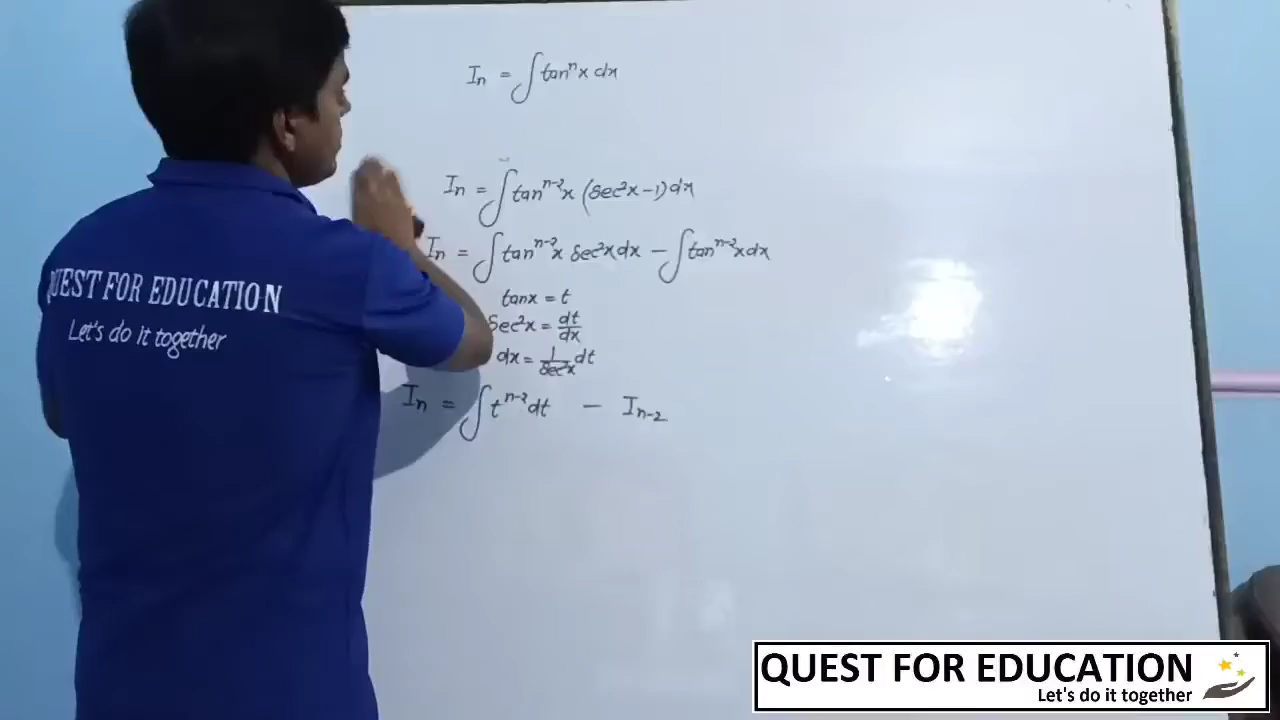 Iₙ = ∫tanⁿx dx
Iₙ = ∫tanⁿ⁻²x (sec²x – 1) dx
Iₙ = ∫tanⁿ⁻²x sec²x dx – ∫tanⁿ⁻²x dx
tanx = t
sec²x = dt/dx
dx = 1/sec²x dt
Iₙ = ∫tⁿ⁻² dt – Iₙ₋₂
QUEST FOR EDUCATION
Let's do it together
QUEST FOR EDUCATION
Let's do it together